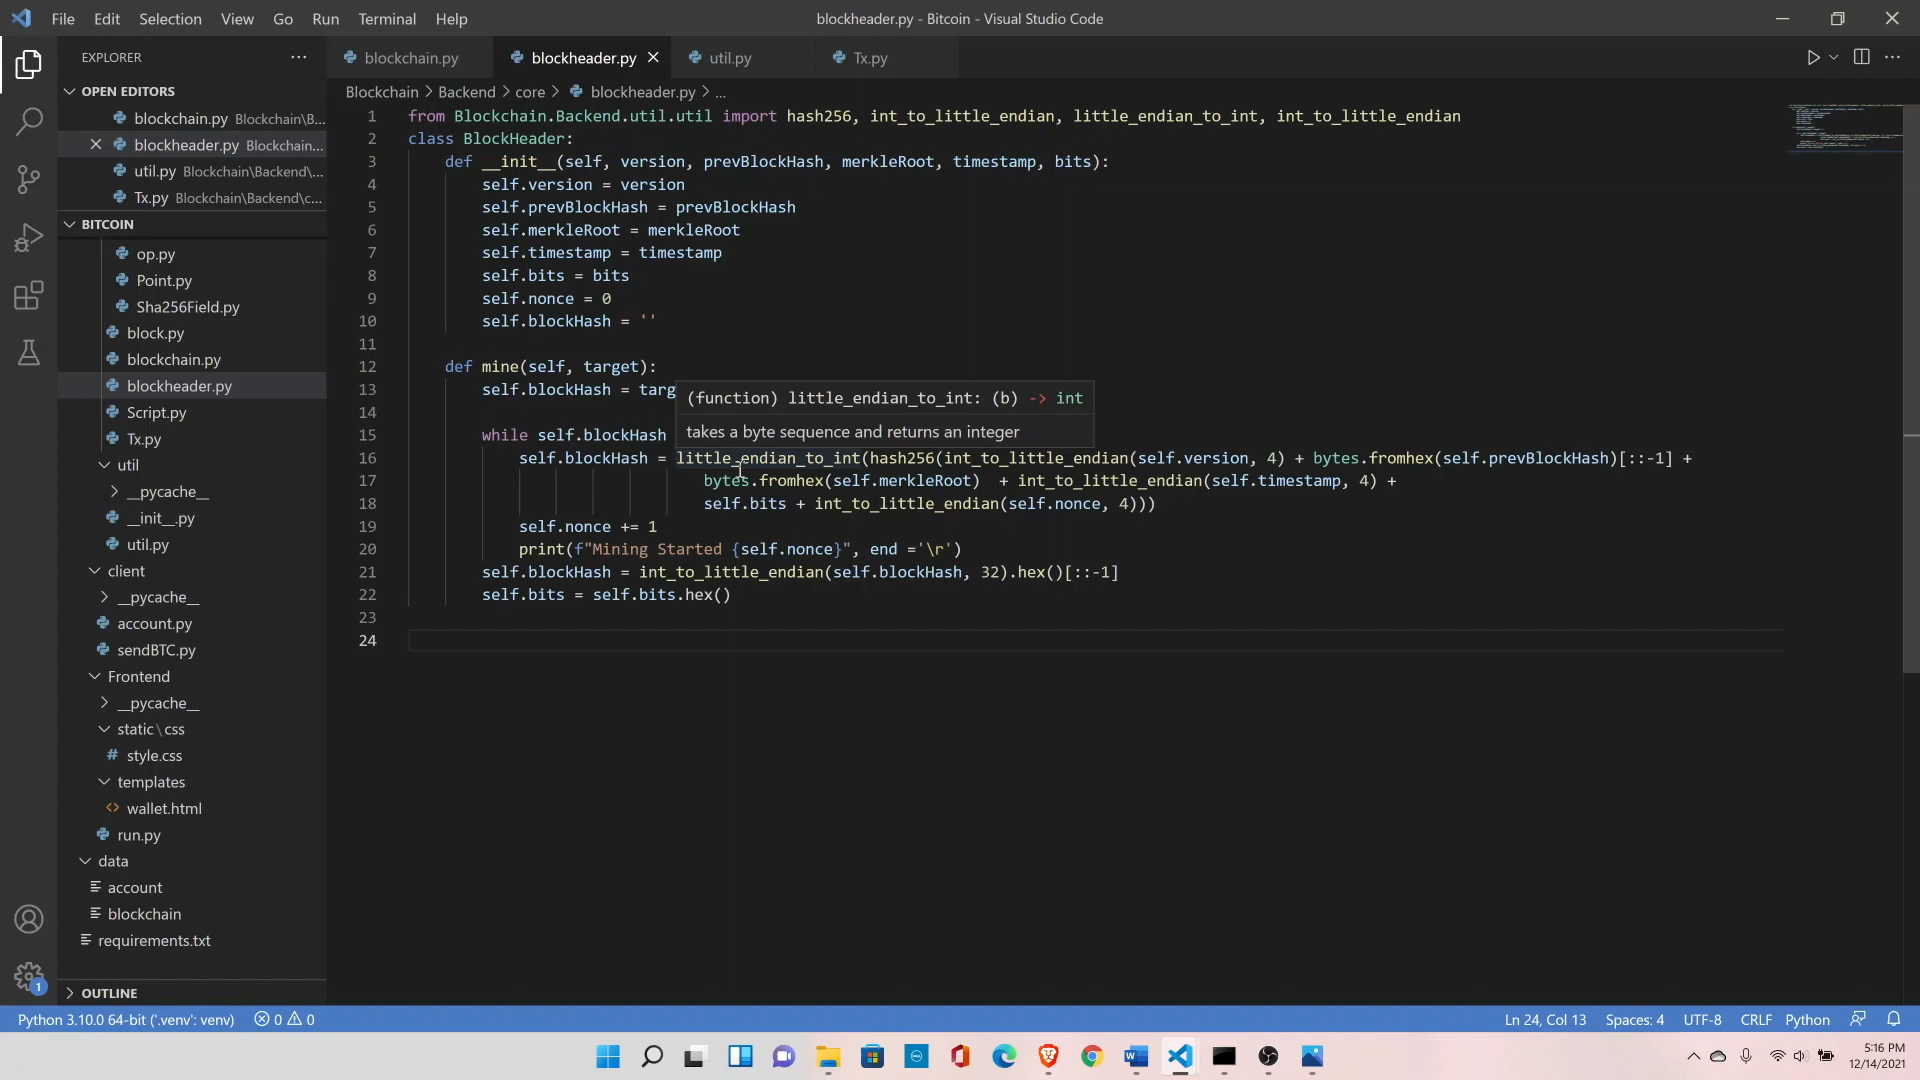 File Edit Selection View Go Run Terminal Help
blockheader.py - Bitcoin - Visual Studio Code
EXPLORER
OPEN EDITORS
blockchain.py Blockchain\B...
blockheader.py Blockchain...
util.py Blockchain\Backend\...
Tx.py Blockchain\Backend\c...
BITCOIN
op.py
Point.py
Sha256Field.py
block.py
blockchain.py
blockheader.py
Script.py
Tx.py
util
__pycache__
__init__.py
util.py
client
__pycache__
account.py
sendBTC.py
Frontend
__pycache__
static\css
style.css
templates
wallet.html
run.py
data
account
blockchain
requirements.txt
OUTLINE
blockchain.py blockheader.py util.py Tx.py
Blockchain > Backend > core > blockheader.py > ...
1 from Blockchain.Backend.util.util import hash256, int_to_little_endian, little_endian_to_int, int_to_little_endian
2 class BlockHeader:
3 def __init__(self, version, prevBlockHash, merkleRoot, timestamp, bits):
4 self.version = version
5 self.prevBlockHash = prevBlockHash
6 self.merkleRoot = merkleRoot
7 self.timestamp = timestamp
8 self.bits = bits
9 self.nonce = 0
10 self.blockHash = ''
11
12 def mine(self, target):
13 self.blockHash = targ
(function) little_endian_to_int: (b) -> int
14
takes a byte sequence and returns an integer
15 while self.blockHash
16 self.blockHash = little_endian_to_int(hash256(int_to_little_endian(self.version, 4) + bytes.fromhex(self.prevBlockHash)[::-1] +
17 bytes.fromhex(self.merkleRoot) + int_to_little_endian(self.timestamp, 4) +
18 self.bits + int_to_little_endian(self.nonce, 4)))
19 self.nonce += 1
20 print(f"Mining Started {self.nonce}", end ='\r')
21 self.blockHash = int_to_little_endian(self.blockHash, 32).hex()[::-1]
22 self.bits = self.bits.hex()
23
24
1
Python 3.10.0 64-bit ('.venv': venv) 0 0
Ln 24, Col 13 Spaces: 4 UTF-8 CRLF Python
5:16 PM
12/14/2021